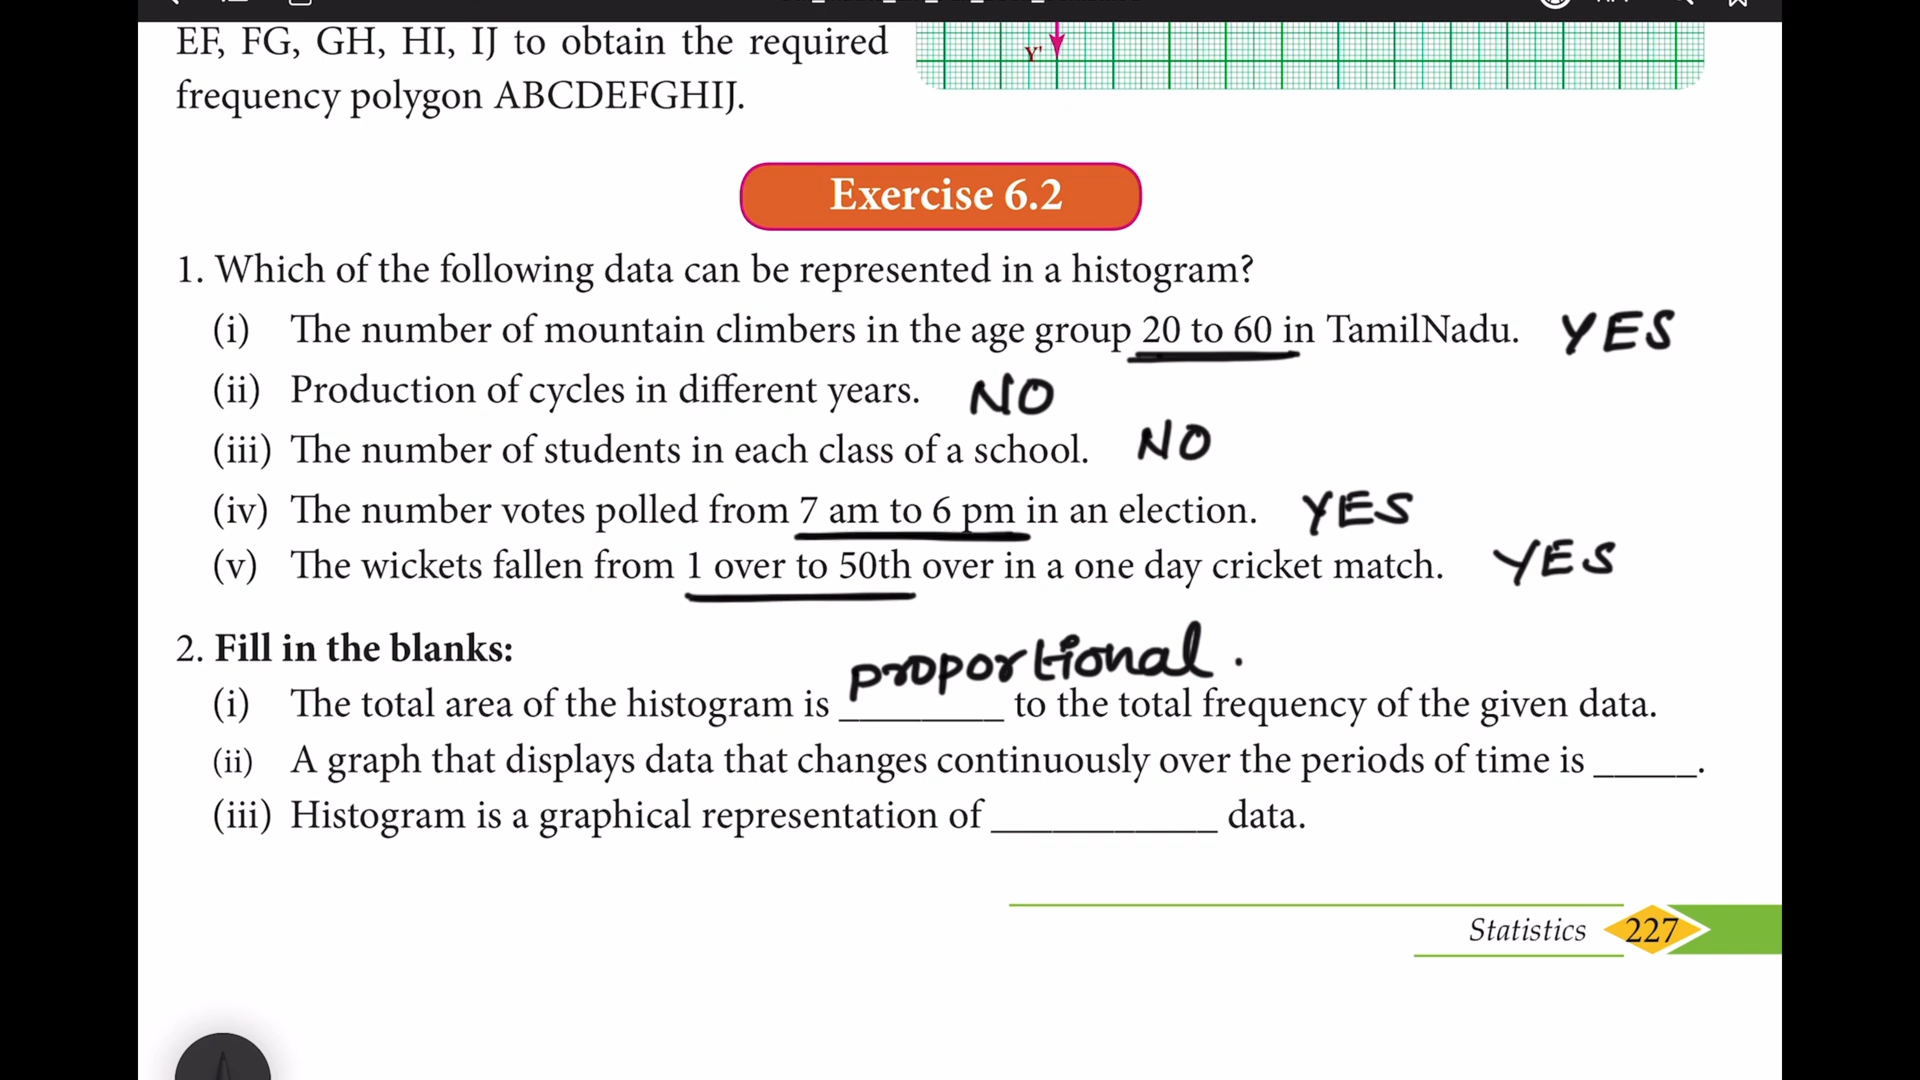 EF, FG, GH, HI, IJ to obtain the required
frequency polygon ABCDEFGHIJ.
Y'
Exercise 6.2
1. Which of the following data can be represented in a histogram?
(i) The number of mountain climbers in the age group 20 to 60 in TamilNadu. YES
(ii) Production of cycles in different years. NO
(iii) The number of students in each class of a school. NO
(iv) The number votes polled from 7 am to 6 pm in an election. YES
(v) The wickets fallen from 1 over to 50th over in a one day cricket match. YES
2. Fill in the blanks:
proportional.
(i) The total area of the histogram is ________ to the total frequency of the given data.
(ii) A graph that displays data that changes continuously over the periods of time is _____.
(iii) Histogram is a graphical representation of ___________ data.
Statistics 227